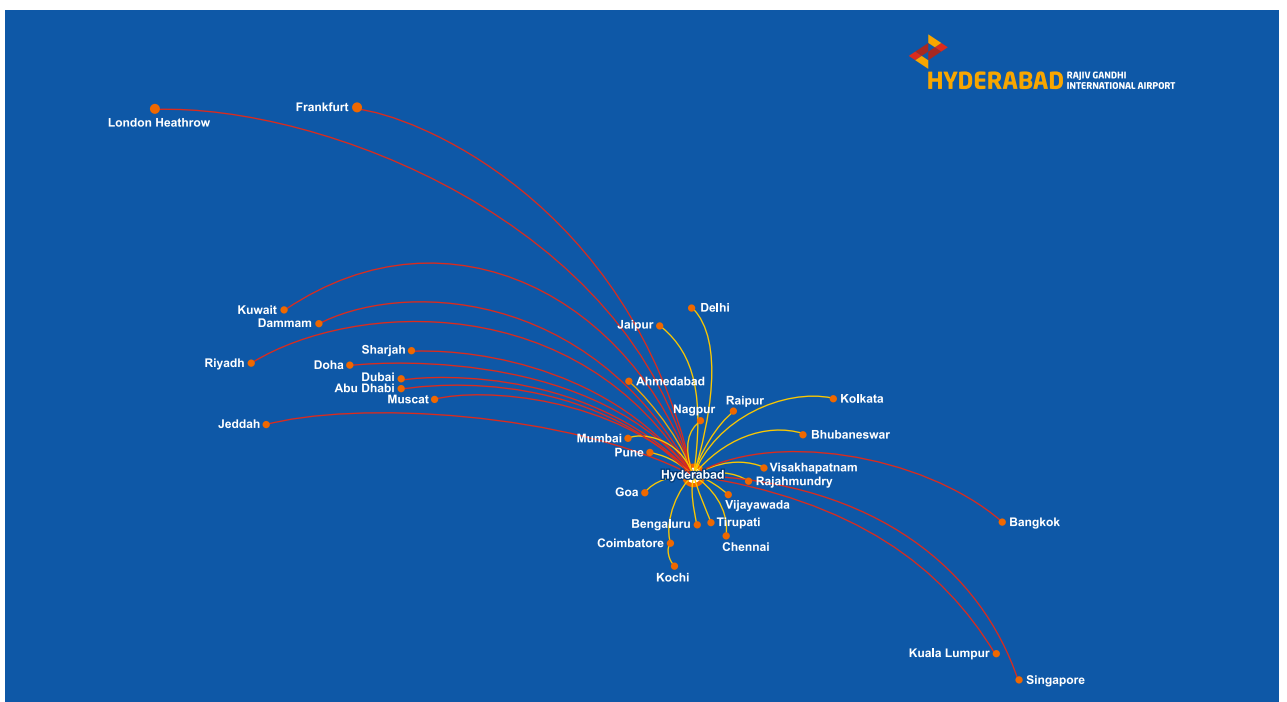 HYDERABAD RAJIV GANDHI
INTERNATIONAL AIRPORT
Frankfurt
London Heathrow
Kuwait
Delhi
Dammam
Jaipur
Sharjah
Riyadh
Doha
Dubai
Ahmedabad
Abu Dhabi
Muscat
Raipur
Kolkata
Nagpur
Jeddah
Mumbai
Bhubaneswar
Pune
Visakhapatnam
Hyderabad
Rajahmundry
Goa
Vijayawada
Bengaluru
Tirupati
Bangkok
Coimbatore
Chennai
Kochi
Kuala Lumpur
Singapore